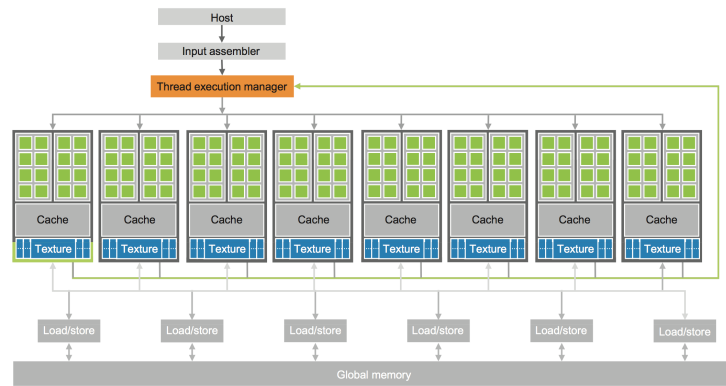 Host
Input assembler
Thread execution manager
Cache Cache Cache Cache Cache Cache Cache Cache
Texture Texture Texture Texture Texture Texture Texture Texture
Load/store Load/store Load/store Load/store Load/store Load/store
Global memory